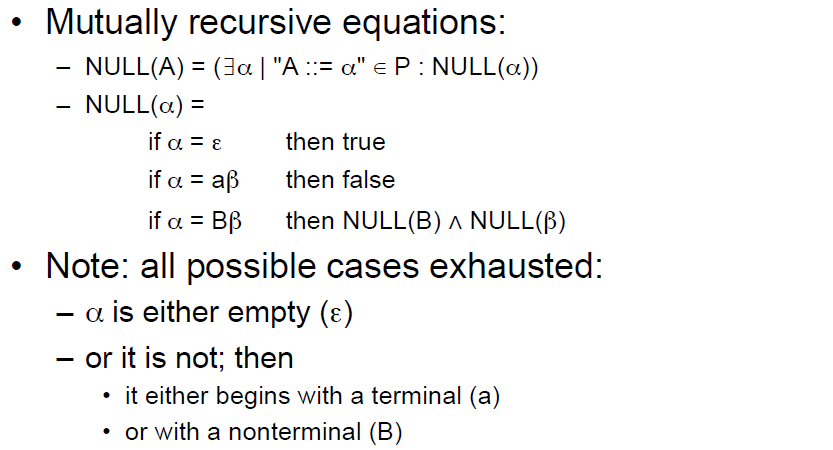 • Mutually recursive equations:
– NULL(A) = (∃α | "A ::= α" ∈ P : NULL(α))
– NULL(α) =
if α = ε then true
if α = aβ then false
if α = Bβ then NULL(B) ∧ NULL(β)
• Note: all possible cases exhausted:
– α is either empty (ε)
– or it is not; then
• it either begins with a terminal (a)
• or with a nonterminal (B)